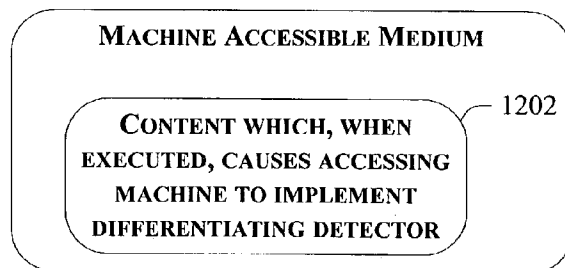 MACHINE ACCESSIBLE MEDIUM
1202
CONTENT WHICH, WHEN
EXECUTED, CAUSES ACCESSING
MACHINE TO IMPLEMENT
DIFFERENTIATING DETECTOR